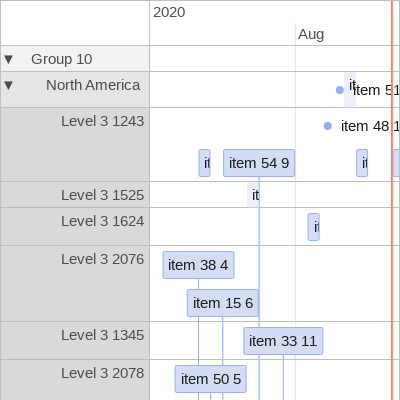 2020
Aug
▼ Group 10
▼ North America it item 51
Level 3 1243 item 48 1
it item 54 9 it
Level 3 1525 it
Level 3 1624 it
Level 3 2076 item 38 4
item 15 6
Level 3 1345 item 33 11
Level 3 2078 item 50 5